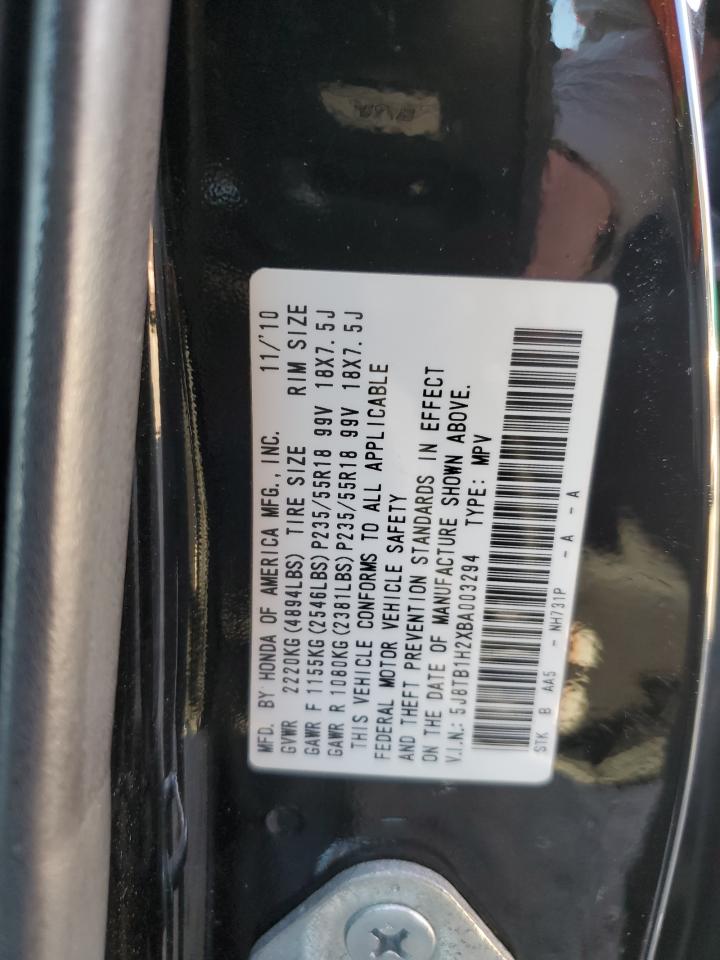 MFD. BY HONDA OF AMERICA MFG., INC. 11/'10
GVWR 2220KG (4894LBS) TIRE SIZE RIM SIZE
GAWR F 1155KG (2546LBS) P235/55R18 99V 18X7.5J
GAWR R 1080KG (2381LBS) P235/55R18 99V 18X7.5J
THIS VEHICLE CONFORMS TO ALL APPLICABLE
FEDERAL MOTOR VEHICLE SAFETY
AND THEFT PREVENTION STANDARDS IN EFFECT
ON THE DATE OF MANUFACTURE SHOWN ABOVE.
V.I.N.: 5J8TB1H2XBA003294 TYPE: MPV
STK B AA5 - NH731P - A - A